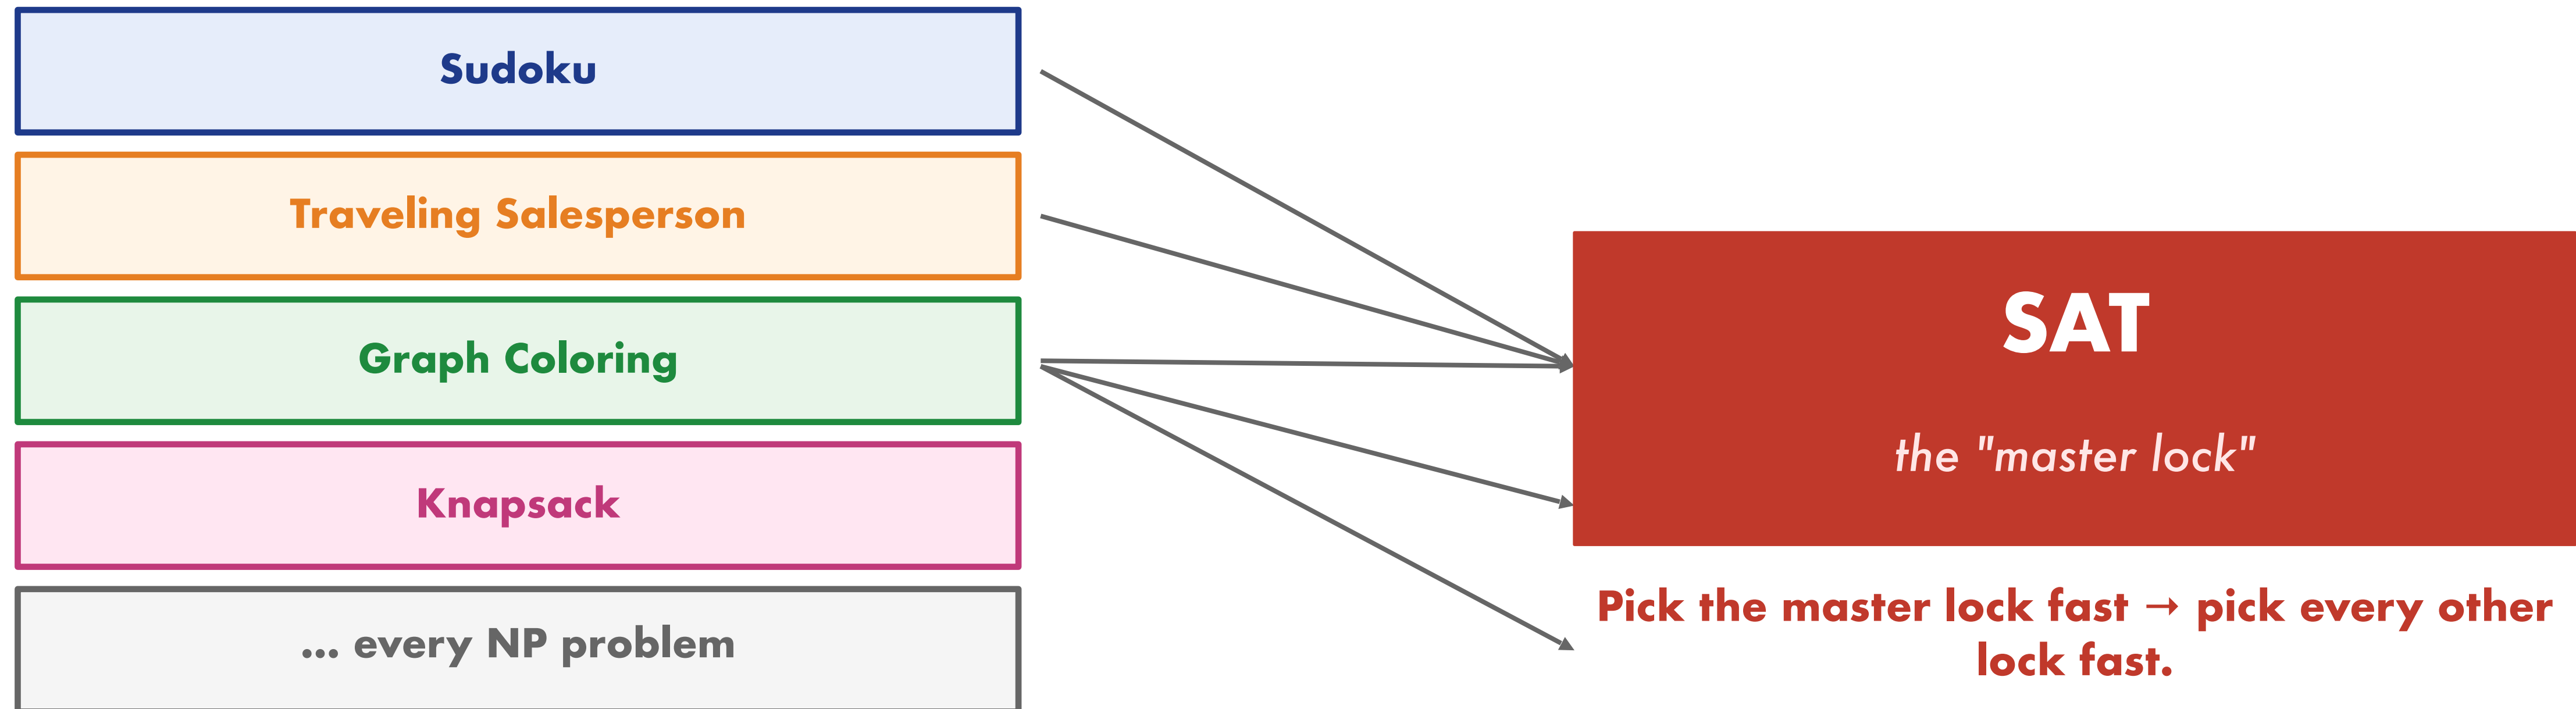 Sudoku
Traveling Salesperson
Graph Coloring
Knapsack
... every NP problem
SAT
the "master lock"
Pick the master lock fast → pick every other
lock fast.